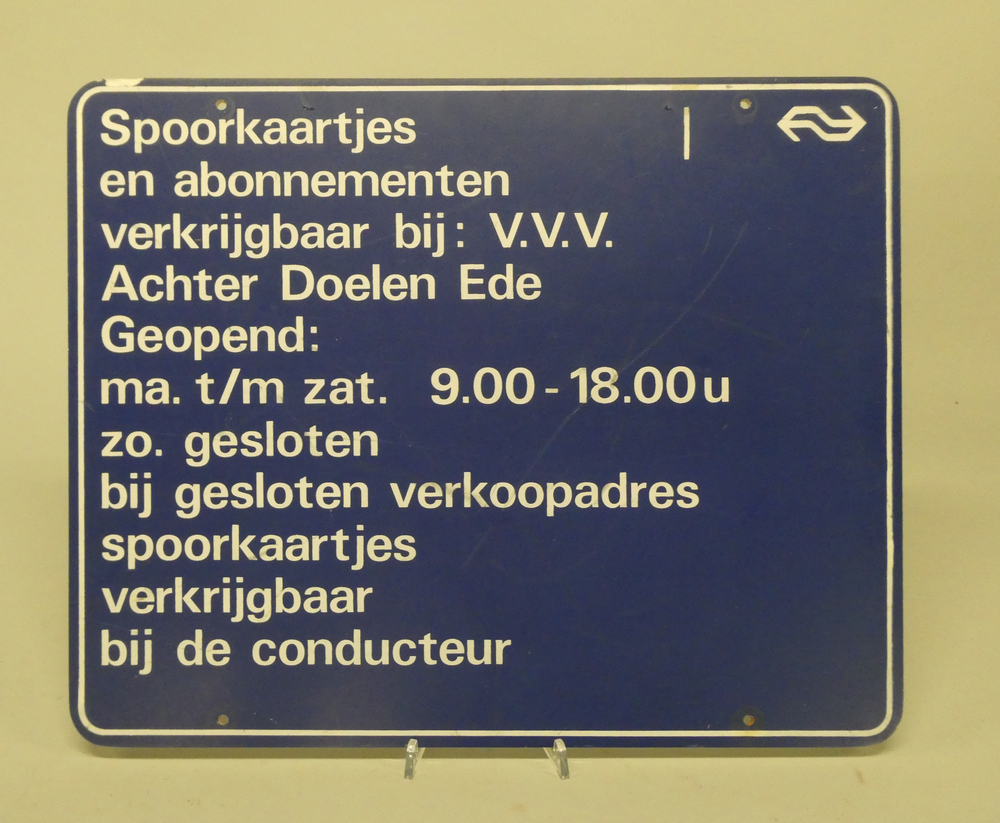 Spoorkaartjes
en abonnementen
verkrijgbaar bij: V.V.V.
Achter Doelen Ede
Geopend:
ma. t/m zat. 9.00-18.00u
zo. gesloten
bij gesloten verkoopadres
spoorkaartjes
verkrijgbaar
bij de conducteur